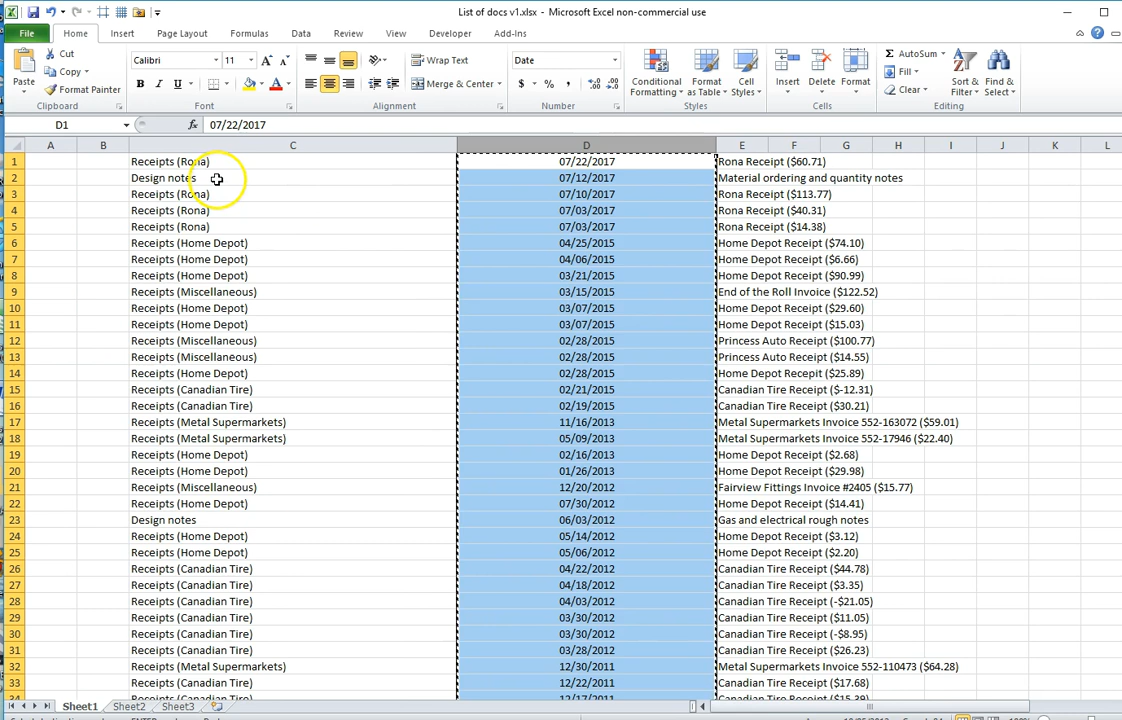 List of docs v1.xlsx - Microsoft Excel non-commercial use
File Home Insert Page Layout Formulas Data Review View Developer Add-Ins
Paste Cut Copy Format Painter Clipboard
Calibri 11 B I U Font
Wrap Text Merge & Center Alignment
Date $ % , Number
Conditional Formatting Format as Table Cell Styles Styles
Insert Delete Format Cells
AutoSum Fill Clear Sort & Filter Find & Select Editing
D1 fx 07/22/2017
A B C D E F G H I J K L
1 Receipts (Rona) 07/22/2017 Rona Receipt ($60.71)
2 Design notes 07/12/2017 Material ordering and quantity notes
3 Receipts (Rona) 07/10/2017 Rona Receipt ($113.77)
4 Receipts (Rona) 07/03/2017 Rona Receipt ($40.31)
5 Receipts (Rona) 07/03/2017 Rona Receipt ($14.38)
6 Receipts (Home Depot) 04/25/2015 Home Depot Receipt ($74.10)
7 Receipts (Home Depot) 04/06/2015 Home Depot Receipt ($6.66)
8 Receipts (Home Depot) 03/21/2015 Home Depot Receipt ($90.99)
9 Receipts (Miscellaneous) 03/15/2015 End of the Roll Invoice ($122.52)
10 Receipts (Home Depot) 03/07/2015 Home Depot Receipt ($29.60)
11 Receipts (Home Depot) 03/07/2015 Home Depot Receipt ($15.03)
12 Receipts (Miscellaneous) 02/28/2015 Princess Auto Receipt ($100.77)
13 Receipts (Miscellaneous) 02/28/2015 Princess Auto Receipt ($14.55)
14 Receipts (Home Depot) 02/28/2015 Home Depot Recepit ($25.89)
15 Receipts (Canadian Tire) 02/21/2015 Canadian Tire Receipt ($-12.31)
16 Receipts (Canadian Tire) 02/19/2015 Canadian Tire Receipt ($30.21)
17 Receipts (Metal Supermarkets) 11/16/2013 Metal Supermarkets Invoice 552-163072 ($59.01)
18 Receipts (Metal Supermarkets) 05/09/2013 Metal Supermarkets Invoice 552-17946 ($22.40)
19 Receipts (Home Depot) 02/16/2013 Home Depot Receipt ($2.68)
20 Receipts (Home Depot) 01/26/2013 Home Depot Receipt ($29.98)
21 Receipts (Miscellaneous) 12/20/2012 Fairview Fittings Invoice #2405 ($15.77)
22 Receipts (Home Depot) 07/30/2012 Home Depot Receipt ($14.41)
23 Design notes 06/03/2012 Gas and electrical rough notes
24 Receipts (Home Depot) 05/14/2012 Home Depot Receipt ($3.12)
25 Receipts (Home Depot) 05/06/2012 Home Depot Receipt ($2.20)
26 Receipts (Canadian Tire) 04/22/2012 Canadian Tire Receipt ($44.78)
27 Receipts (Canadian Tire) 04/18/2012 Canadian Tire Receipt ($3.35)
28 Receipts (Canadian Tire) 04/03/2012 Canadian Tire Receipt (-$21.05)
29 Receipts (Canadian Tire) 03/30/2012 Canadian Tire Receipt ($11.05)
30 Receipts (Canadian Tire) 03/30/2012 Canadian Tire Receipt (-$8.95)
31 Receipts (Canadian Tire) 03/28/2012 Canadian Tire Receipt ($26.23)
32 Receipts (Metal Supermarkets) 12/30/2011 Metal Supermarkets Invoice 552-110473 ($64.28)
33 Receipts (Canadian Tire) 12/22/2011 Canadian Tire Receipt ($17.68)
34 Receipts (Canadian Tire) 12/17/2011 Canadian Tire Receipt ($15.39)
Sheet1 Sheet2 Sheet3